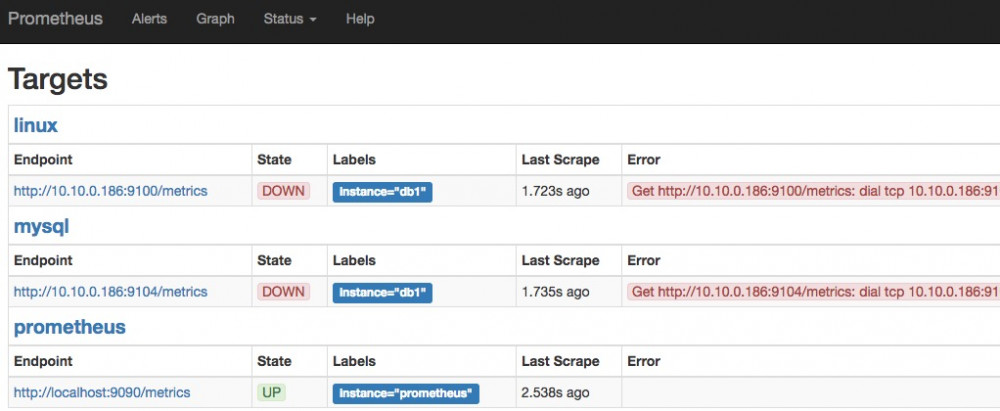 Prometheus Alerts Graph Status Help
Targets
linux
Endpoint State Labels Last Scrape Error
http://10.10.0.186:9100/metrics DOWN instance="db1" 1.723s ago Get http://10.10.0.186:9100/metrics: dial tcp 10.10.0.186:91
mysql
Endpoint State Labels Last Scrape Error
http://10.10.0.186:9104/metrics DOWN instance="db1" 1.735s ago Get http://10.10.0.186:9104/metrics: dial tcp 10.10.0.186:91
prometheus
Endpoint State Labels Last Scrape Error
http://localhost:9090/metrics UP instance="prometheus" 2.538s ago